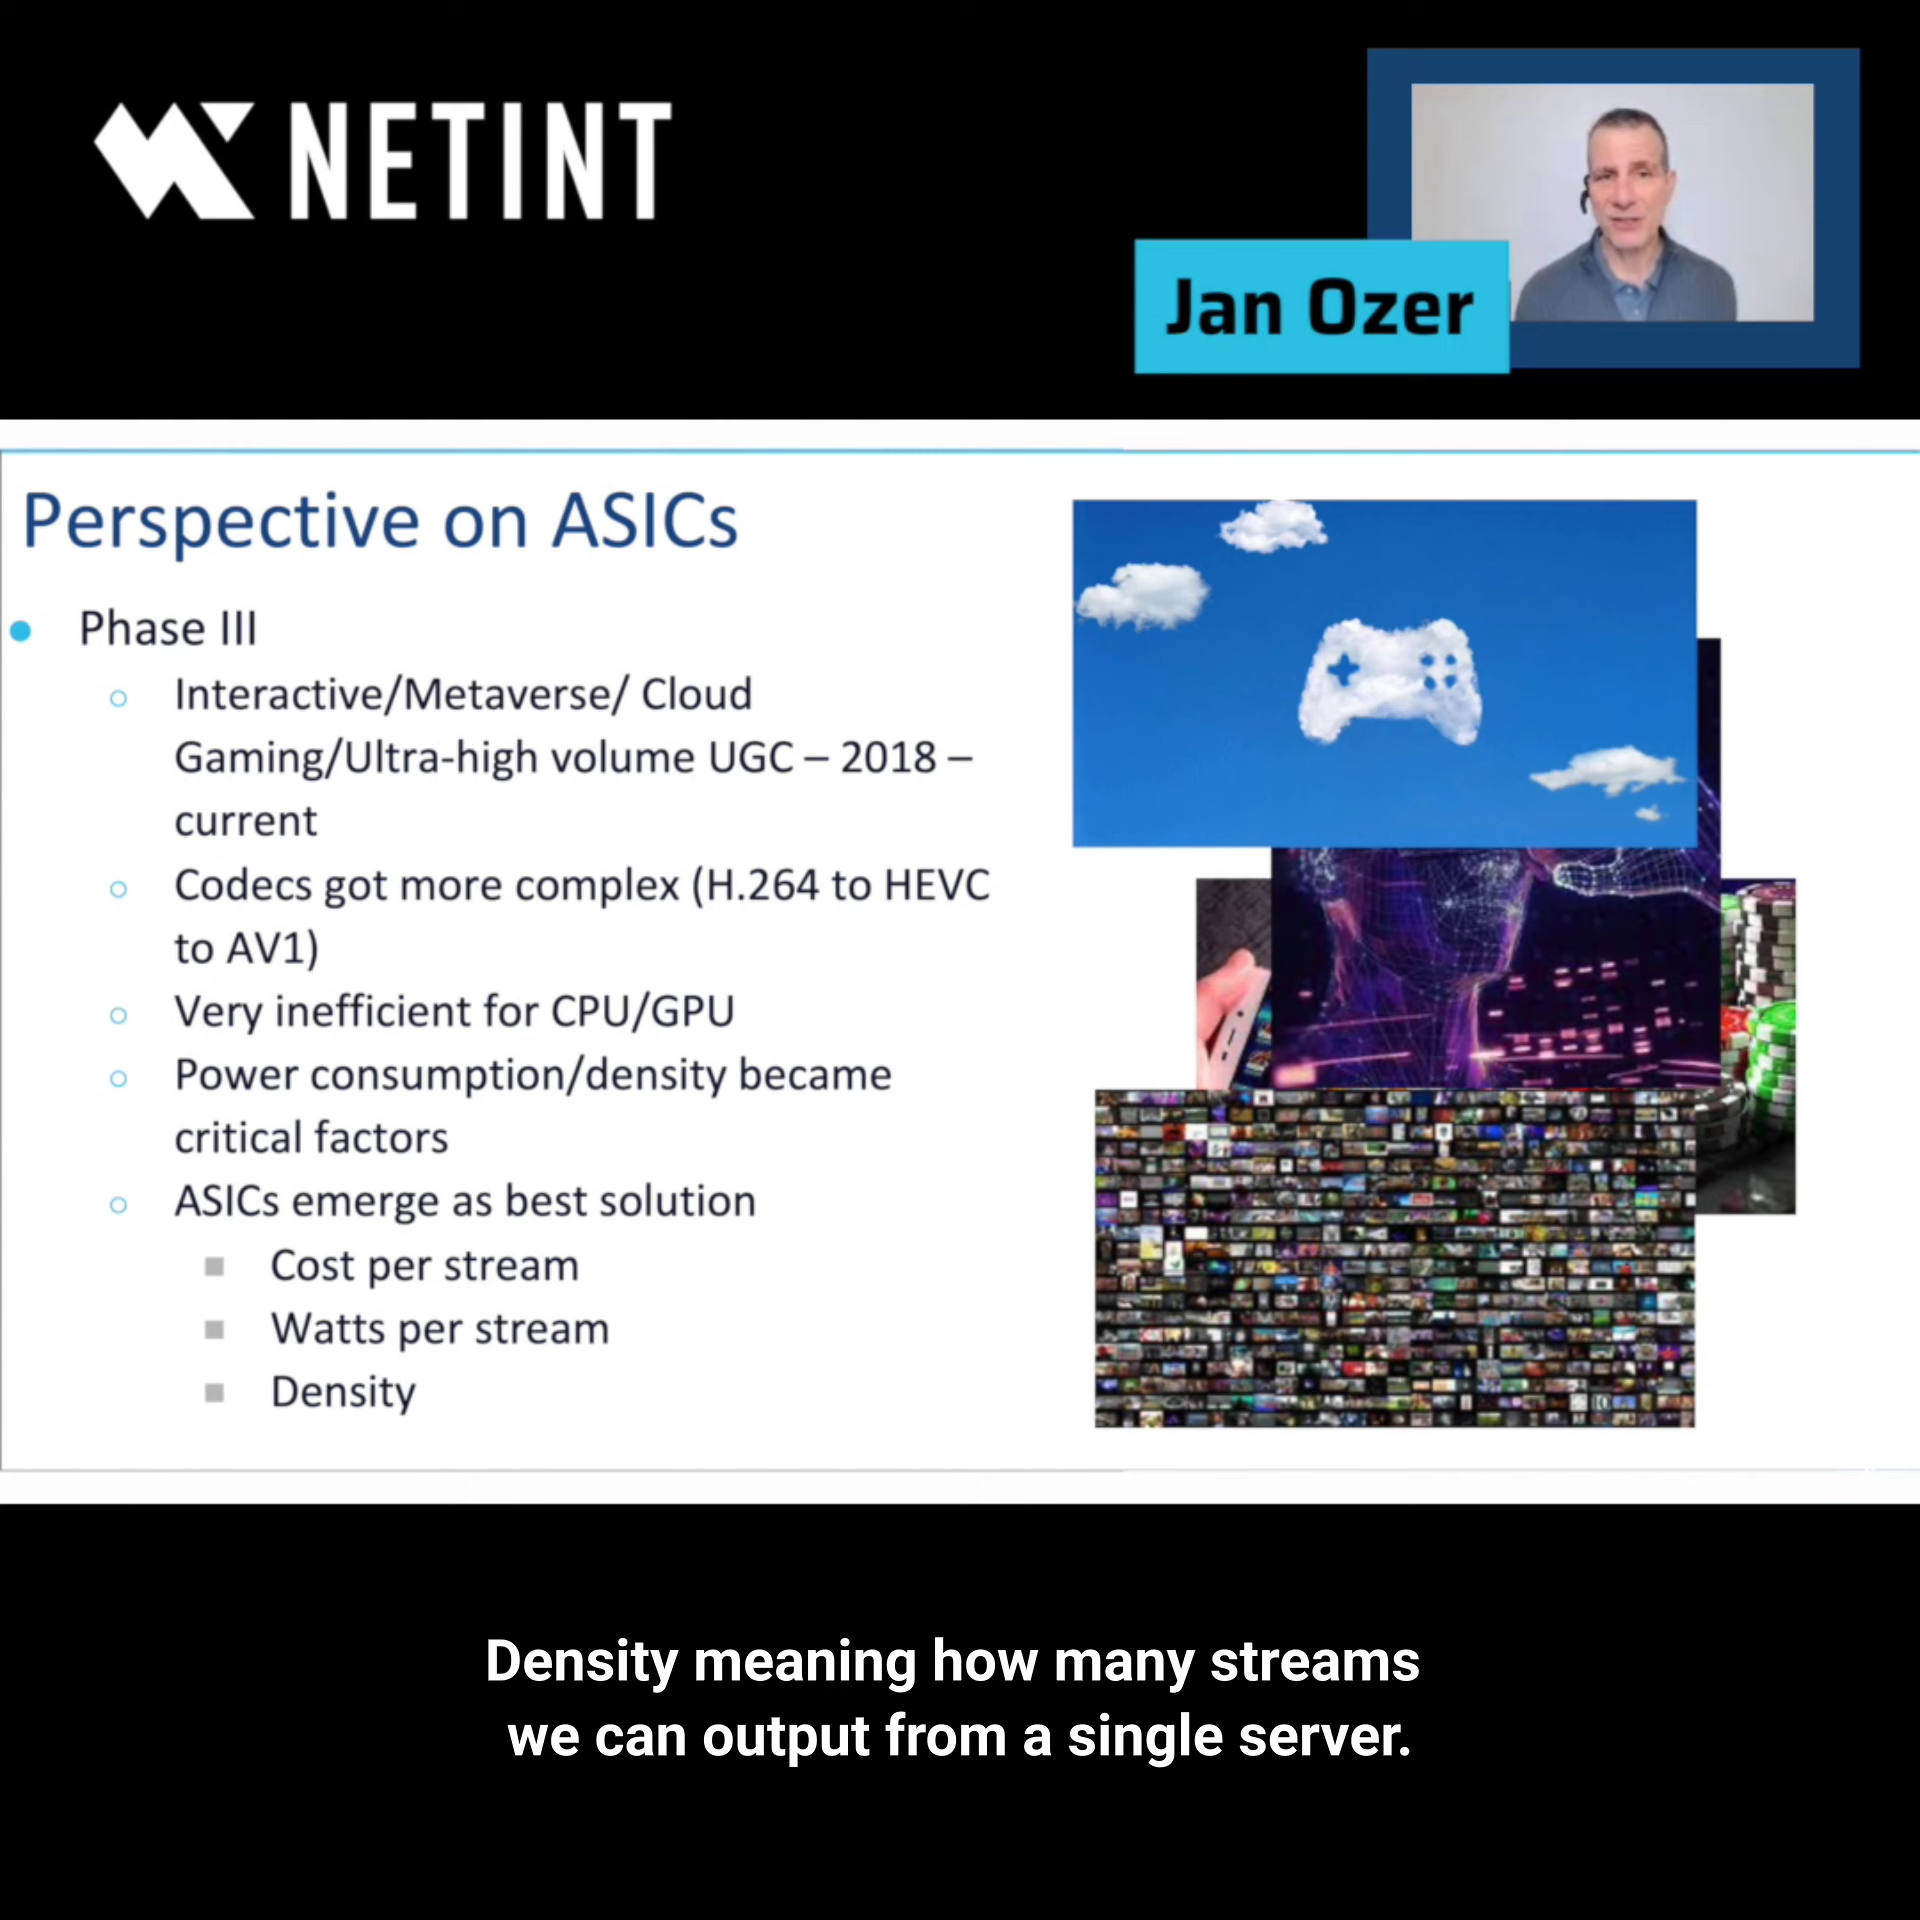 NETINT
Jan Ozer
Perspective on ASICs
Phase III
Interactive/Metaverse/ Cloud
Gaming/Ultra-high volume UGC – 2018 –
current
Codecs got more complex (H.264 to HEVC
to AV1)
Very inefficient for CPU/GPU
Power consumption/density became
critical factors
ASICs emerge as best solution
Cost per stream
Watts per stream
Density
Density meaning how many streams
we can output from a single server.